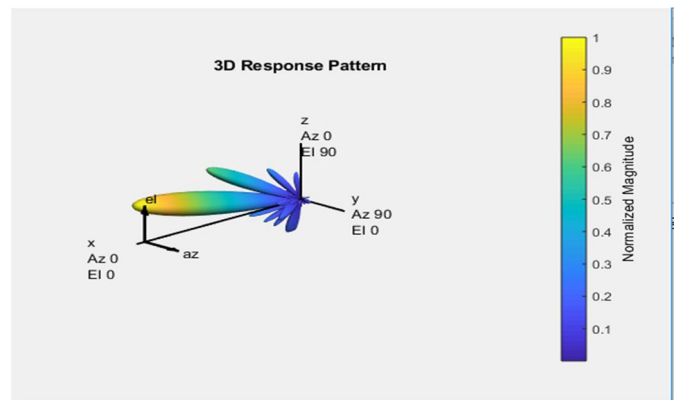 3D Response Pattern
z
Az 0
El 90
el
y
Az 90
El 0
az
x
Az 0
El 0
1
0.9
0.8
0.7
0.6
0.5
0.4
0.3
0.2
0.1
Normalized Magnitude